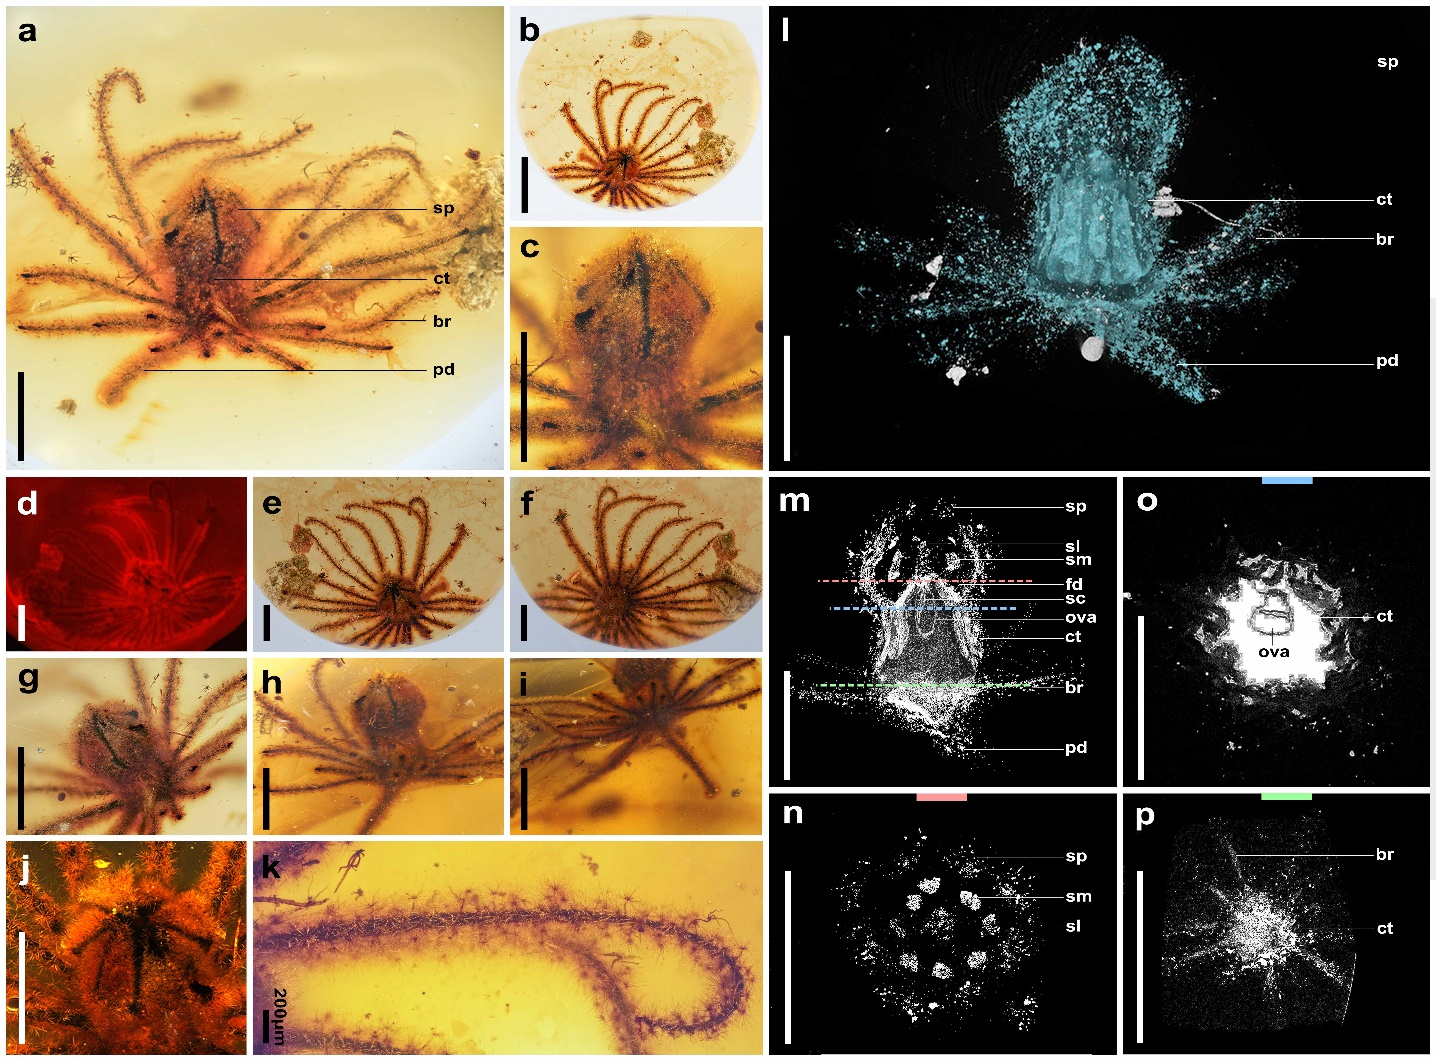 a
sp
ct
br
pd
b
c
l
sp
ct
br
pd
d
e
f
g
h
i
j
k
200µm
m
sp
sl
sm
fd
sc
ova
ct
br
pd
o
ct
ova
n
sp
sm
sl
p
br
ct